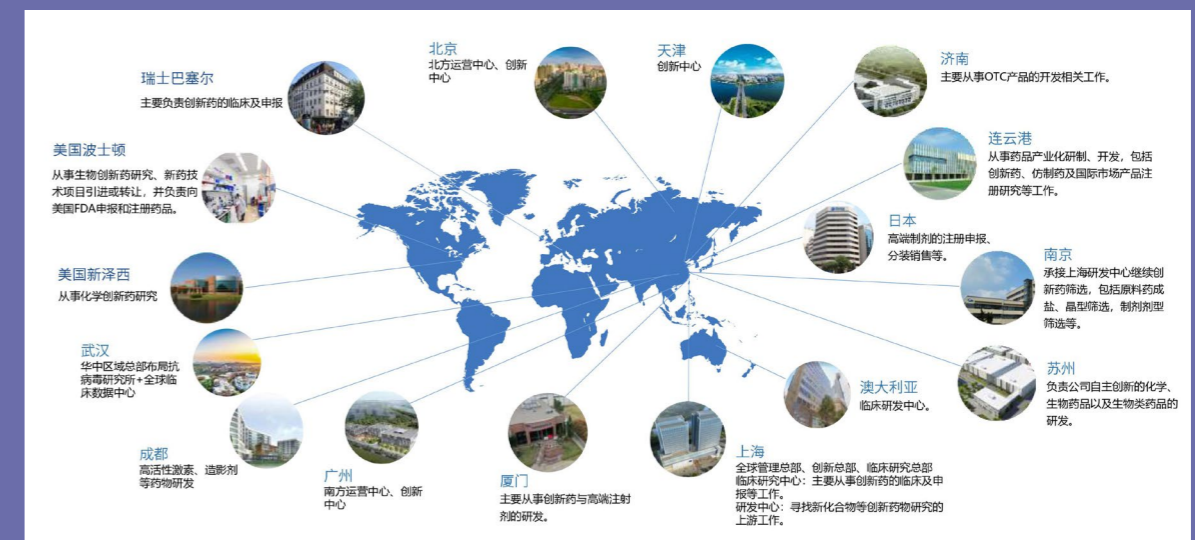 北京
北方运营中心、创新
中心
天津
创新中心
济南
主要从事OTC产品的开发相关工作。
瑞士巴塞尔
主要负责创新药的临床及申报
连云港
从事药品产业化研制、开发，包括
创新药、仿制药及国际市场产品注
册研究等工作。
美国波士顿
从事生物创新药研究、新药技
术项目引进或转让，并负责向
美国FDA申报和注册药品。
日本
高端制剂的注册申报、
分装销售等。
南京
承接上海研发中心继续创
新药筛选，包括原料药成
盐、晶型筛选，制剂剂型
筛选等。
美国新泽西
从事化学创新药研究
武汉
华中区域总部布局抗
病毒研究所+全球临
床数据中心
苏州
负责公司自主创新的化学、
生物药品以及生物类药品的
研发。
澳大利亚
临床研发中心。
成都
高活性激素、造影剂
等药物研发
广州
南方运营中心、创新
中心
厦门
主要从事创新药与高端注射
剂的研发。
上海
全球管理总部、创新总部、临床研究总部
临床研究中心：主要从事创新药的临床及申
报等工作。
研发中心：寻找新化合物等创新药物研究的
上游工作。